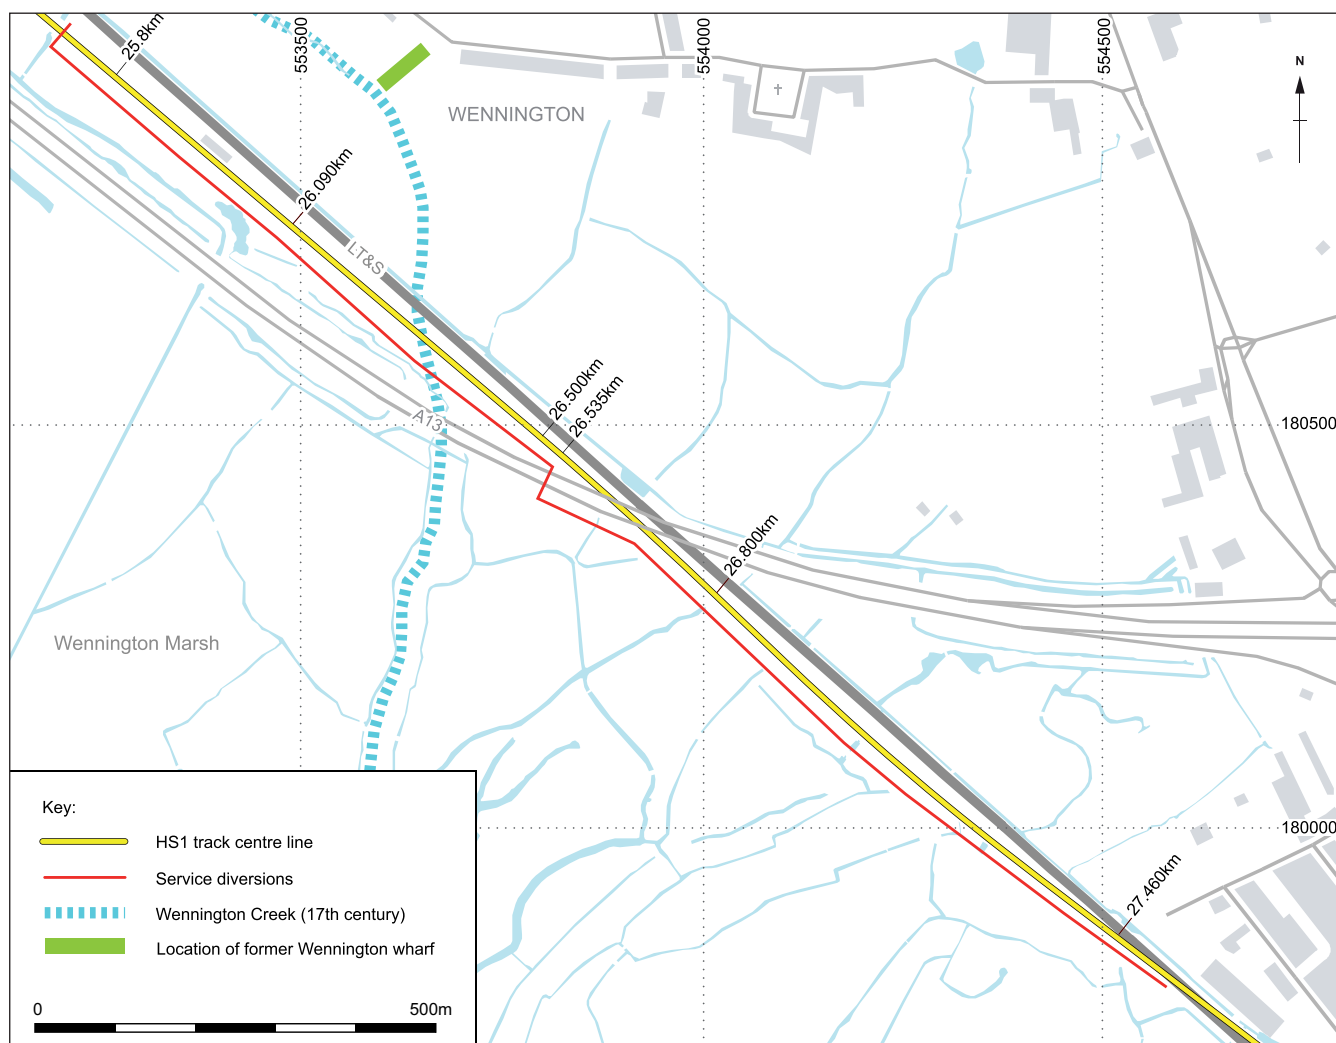 25.8km
553500
554000
554500
N
WENNINGTON
26.090km
LT&S
26.500km
26.535km
A13
180500
26.800km
Wennington Marsh
180000
27.460km
Key:
HS1 track centre line
Service diversions
Wennington Creek (17th century)
Location of former Wennington wharf
0 500m